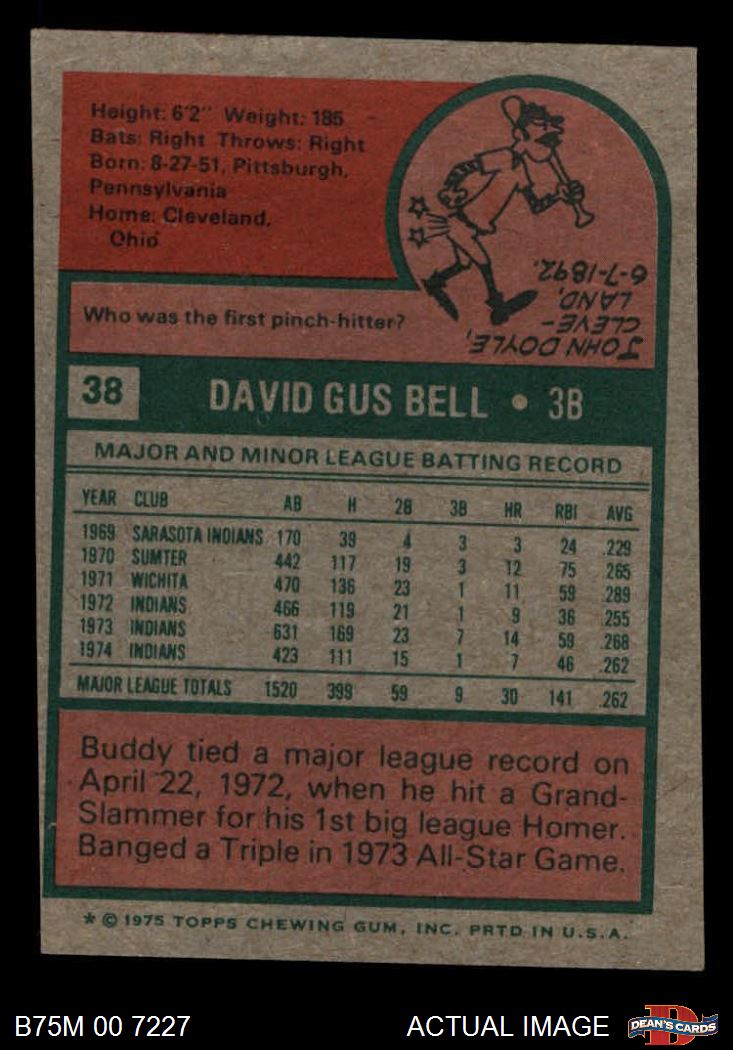 Height: 6'2" Weight: 185
Bats: Right Throws: Right
Born: 8-27-51, Pittsburgh,
Pennsylvania
Home: Cleveland,
Ohio
Who was the first pinch-hitter?
JOHN DOYLE,
CLEVE-
LAND,
6-7-1892.
38 DAVID GUS BELL • 3B
MAJOR AND MINOR LEAGUE BATTING RECORD
YEAR CLUB AB H 2B 3B HR RBI AVG
1969 SARASOTA INDIANS 170 39 4 3 3 24 .229
1970 SUMTER 442 117 19 3 12 75 .265
1971 WICHITA 470 136 23 1 11 59 .289
1972 INDIANS 466 119 21 1 9 36 .255
1973 INDIANS 631 169 23 7 14 59 .268
1974 INDIANS 423 111 15 1 7 46 .262
MAJOR LEAGUE TOTALS 1520 399 59 9 30 141 .262
Buddy tied a major league record on
April 22, 1972, when he hit a Grand-
Slammer for his 1st big league Homer.
Banged a Triple in 1973 All-Star Game.
* © 1975 TOPPS CHEWING GUM, INC. PRTD IN U.S.A.
B75M 00 7227
ACTUAL IMAGE
D
DEAN'S CARDS